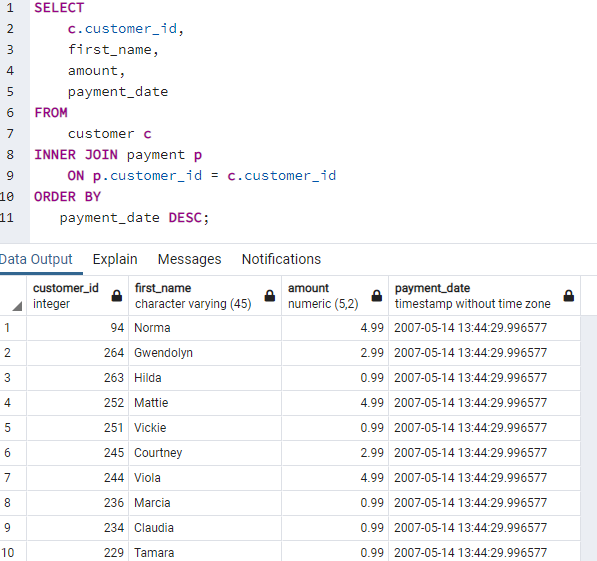 1 SELECT
2 c.customer_id,
3 first_name,
4 amount,
5 payment_date
6 FROM
7 customer c
8 INNER JOIN payment p
9 ON p.customer_id = c.customer_id
10 ORDER BY
11 payment_date DESC;
Data Output Explain Messages Notifications
customer_id first_name amount payment_date
integer character varying (45) numeric (5,2) timestamp without time zone
1 94 Norma 4.99 2007-05-14 13:44:29.996577
2 264 Gwendolyn 2.99 2007-05-14 13:44:29.996577
3 263 Hilda 0.99 2007-05-14 13:44:29.996577
4 252 Mattie 4.99 2007-05-14 13:44:29.996577
5 251 Vickie 0.99 2007-05-14 13:44:29.996577
6 245 Courtney 2.99 2007-05-14 13:44:29.996577
7 244 Viola 4.99 2007-05-14 13:44:29.996577
8 236 Marcia 0.99 2007-05-14 13:44:29.996577
9 234 Claudia 0.99 2007-05-14 13:44:29.996577
10 229 Tamara 0.99 2007-05-14 13:44:29.996577